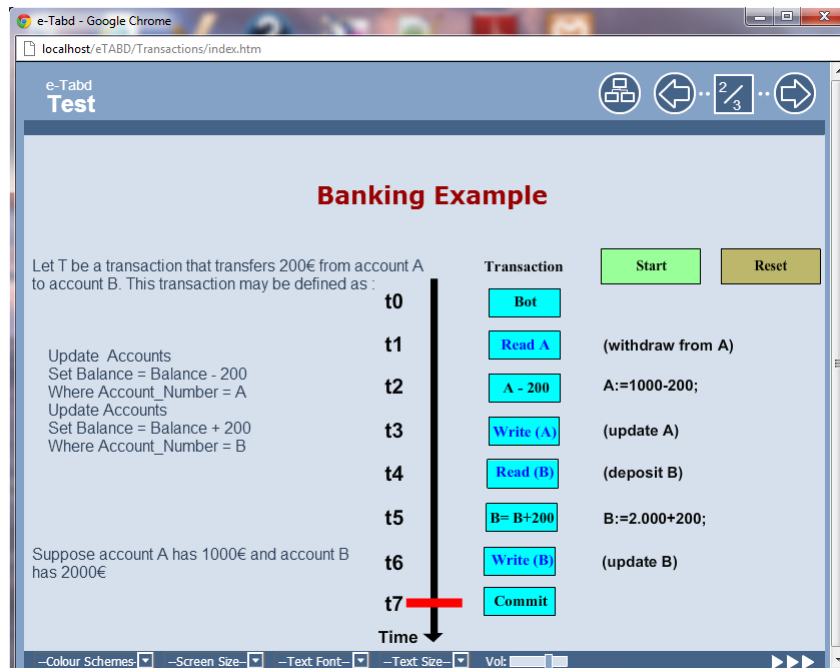 e-Tabd - Google Chrome
localhost/eTABD/Transactions/index.htm
e-Tabd
Test
2/3
Banking Example
Let T be a transaction that transfers 200€ from account A
to account B. This transaction may be defined as :
Update Accounts
Set Balance = Balance - 200
Where Account_Number = A
Update Accounts
Set Balance = Balance + 200
Where Account_Number = B
Suppose account A has 1000€ and account B
has 2000€
Transaction
Start
Reset
t0 Bot
t1 Read A (withdraw from A)
t2 A - 200 A:=1000-200;
t3 Write (A) (update A)
t4 Read (B) (deposit B)
t5 B= B+200 B:=2.000+200;
t6 Write (B) (update B)
t7 Commit
Time
--Colour Schemes- --Screen Size-- --Text Font-- --Text Size-- Vol: